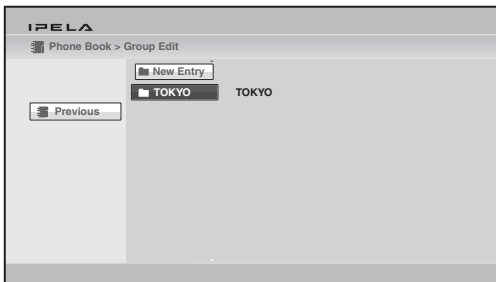 IPELA
Phone Book > Group Edit
New Entry
TOKYO TOKYO
Previous